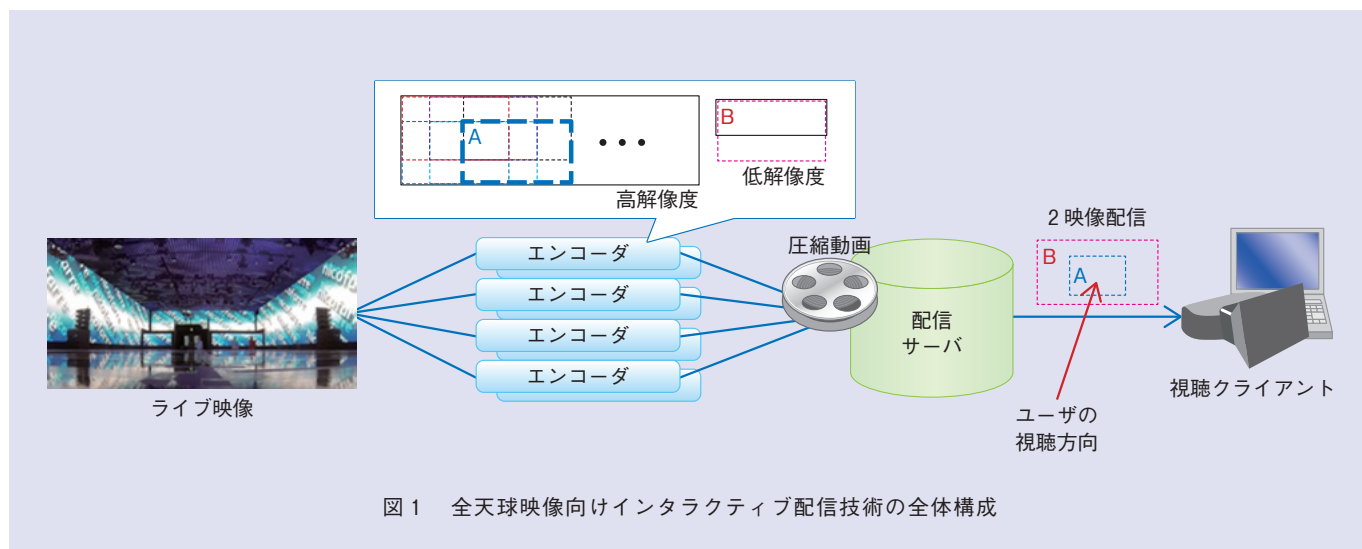 A
・・・
高解像度
B
低解像度
ライブ映像
エンコーダ
エンコーダ
エンコーダ
エンコーダ
圧縮動画
配信
サーバ
2映像配信
B
A
ユーザの
視聴方向
視聴クライアント
図1 全天球映像向けインタラクティブ配信技術の全体構成